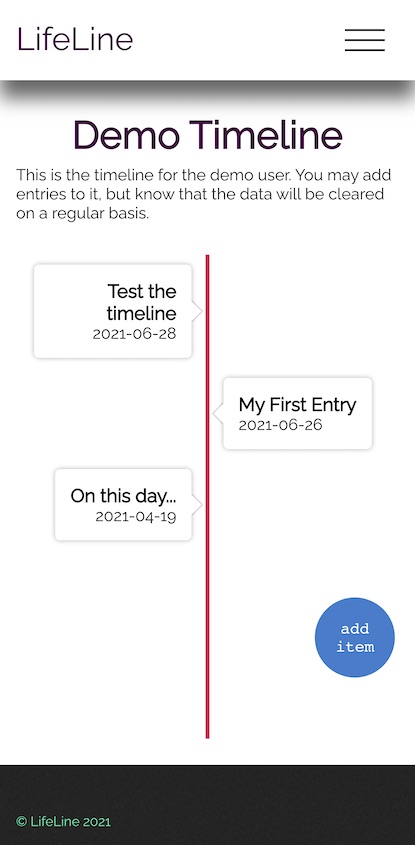 LifeLine
Demo Timeline
This is the timeline for the demo user. You may add
entries to it, but know that the data will be cleared
on a regular basis.
Test the
timeline
2021-06-28
My First Entry
2021-06-26
On this day...
2021-04-19
add
item
© LifeLine 2021